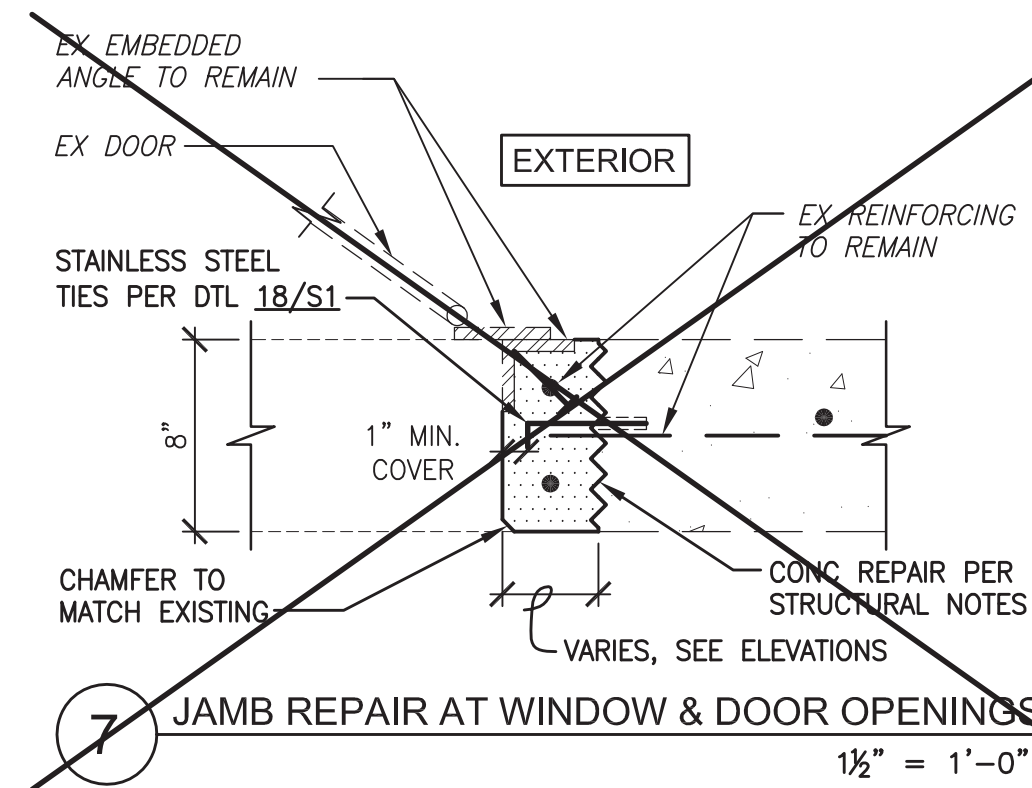 EX EMBEDDED
ANGLE TO REMAIN
EX DOOR
EXTERIOR
EX REINFORCING
TO REMAIN
STAINLESS STEEL
TIES PER DTL 18/S1
8"
1" MIN.
COVER
CHAMFER TO
MATCH EXISTING
CONC REPAIR PER
STRUCTURAL NOTES
VARIES, SEE ELEVATIONS
7
JAMB REPAIR AT WINDOW & DOOR OPENINGS
1½" = 1'-0"